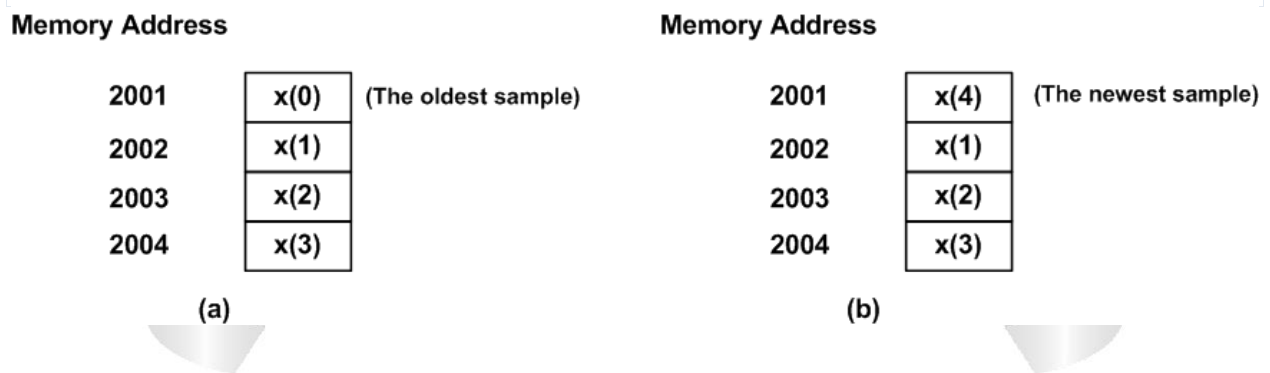 Memory Address
2001 x(0) (The oldest sample)
2002 x(1)
2003 x(2)
2004 x(3)
(a)
Memory Address
2001 x(4) (The newest sample)
2002 x(1)
2003 x(2)
2004 x(3)
(b)